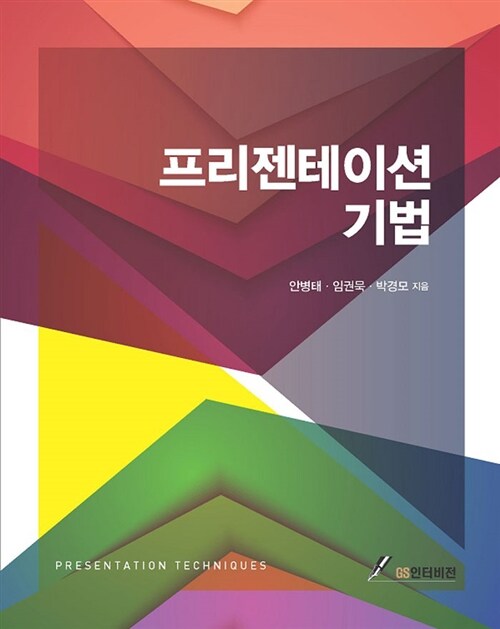 프리젠테이션
기법
안병태 · 임권묵 · 박경모 지음
PRESENTATION TECHNIQUES
GS인터비전